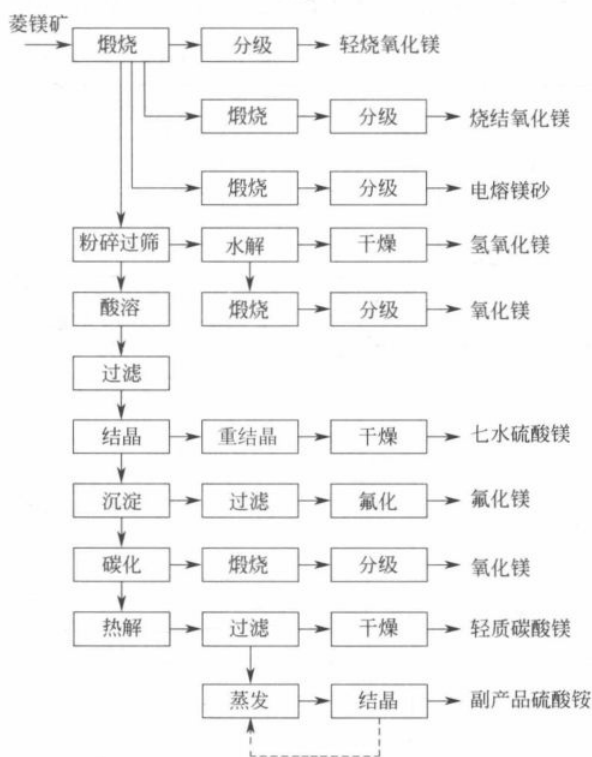 菱镁矿
煅烧 分级 轻烧氧化镁
煅烧 分级 烧结氧化镁
煅烧 分级 电熔镁砂
粉碎过筛 水解 干燥 氢氧化镁
酸溶 煅烧 分级 氧化镁
过滤
结晶 重结晶 干燥 七水硫酸镁
沉淀 过滤 氟化 氟化镁
碳化 煅烧 分级 氧化镁
热解 过滤 干燥 轻质碳酸镁
蒸发 结晶 副产品硫酸铵